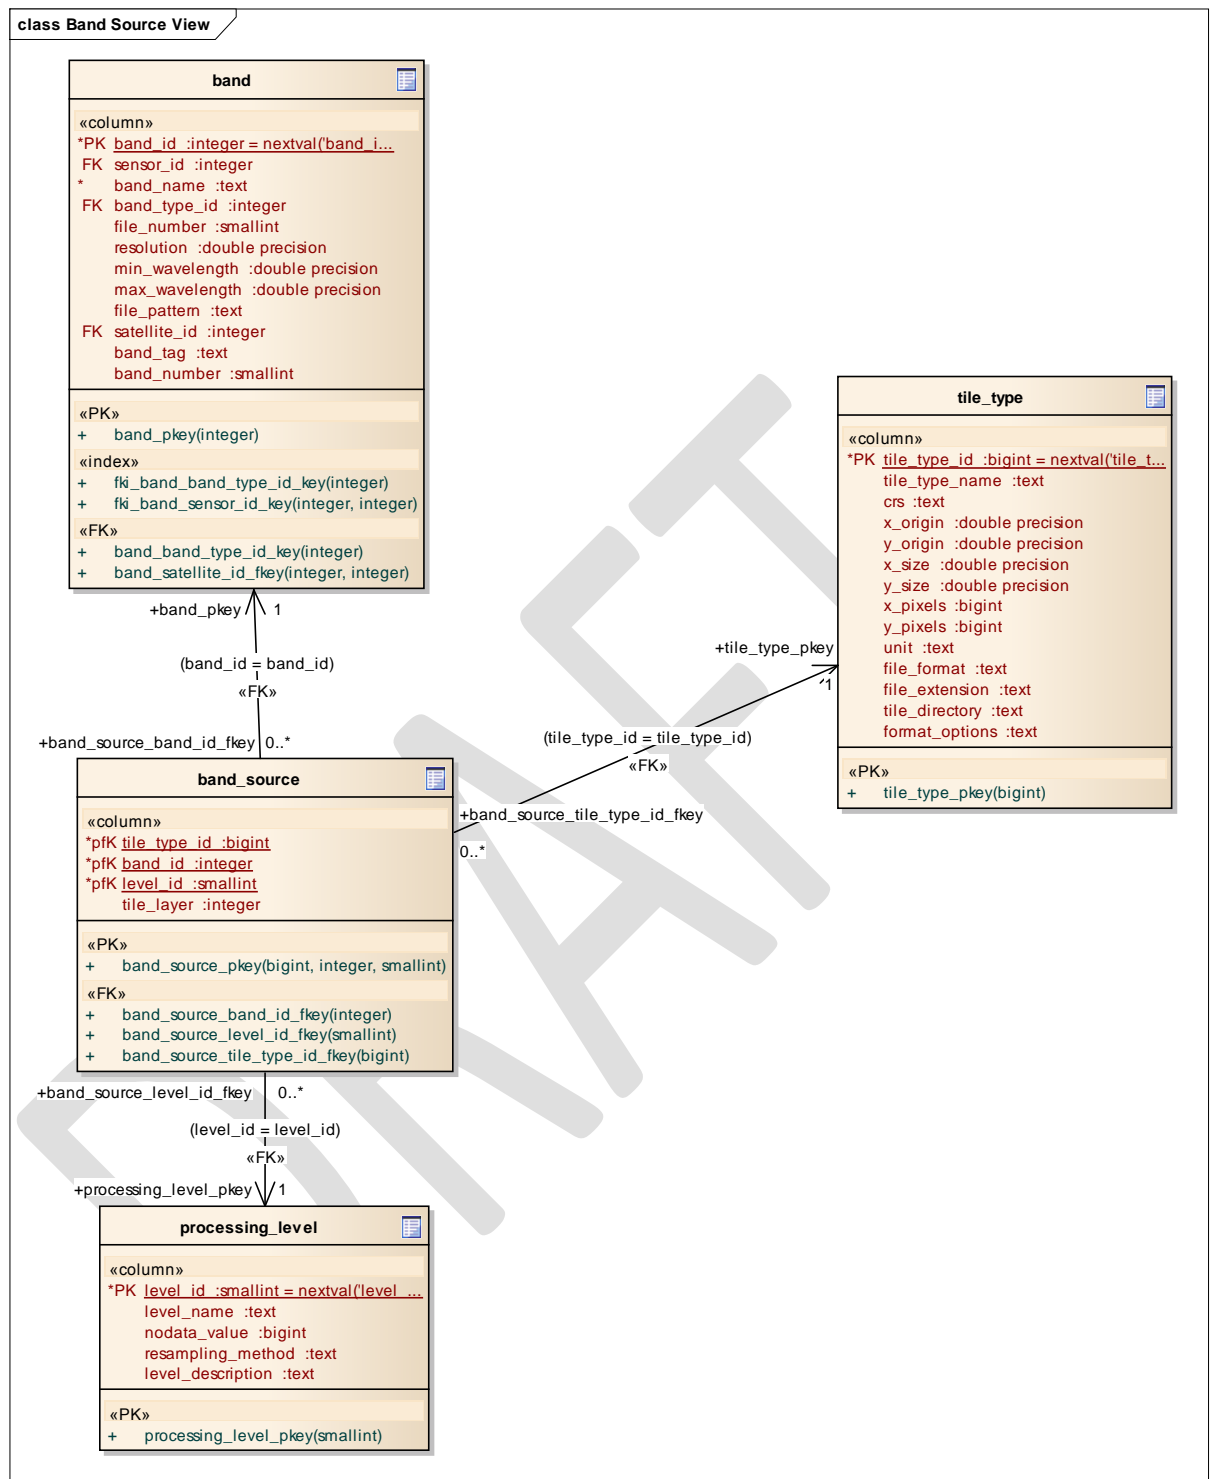 class Band Source View
band
«column»
*PK band_id :integer = nextval('band_i...
FK sensor_id :integer
* band_name :text
FK band_type_id :integer
file_number :smallint
resolution :double precision
min_wavelength :double precision
max_wavelength :double precision
file_pattern :text
FK satellite_id :integer
band_tag :text
band_number :smallint
«PK»
+ band_pkey(integer)
«index»
+ fki_band_band_type_id_key(integer)
+ fki_band_sensor_id_key(integer, integer)
«FK»
+ band_band_type_id_key(integer)
+ band_satellite_id_fkey(integer, integer)
+band_pkey 1
(band_id = band_id)
«FK»
+band_source_band_id_fkey 0..*
tile_type
«column»
*PK tile_type_id :bigint = nextval('tile_t...
tile_type_name :text
crs :text
x_origin :double precision
y_origin :double precision
x_size :double precision
y_size :double precision
x_pixels :bigint
y_pixels :bigint
unit :text
file_format :text
file_extension :text
tile_directory :text
format_options :text
«PK»
+ tile_type_pkey(bigint)
+tile_type_pkey
1
(tile_type_id = tile_type_id)
«FK»
+band_source_tile_type_id_fkey
0..*
band_source
«column»
*pfK tile_type_id :bigint
*pfK band_id :integer
*pfK level_id :smallint
tile_layer :integer
«PK»
+ band_source_pkey(bigint, integer, smallint)
«FK»
+ band_source_band_id_fkey(integer)
+ band_source_level_id_fkey(smallint)
+ band_source_tile_type_id_fkey(bigint)
+band_source_level_id_fkey 0..*
(level_id = level_id)
«FK»
+processing_level_pkey 1
processing_level
«column»
*PK level_id :smallint = nextval('level_...
level_name :text
nodata_value :bigint
resampling_method :text
level_description :text
«PK»
+ processing_level_pkey(smallint)
DRAFT